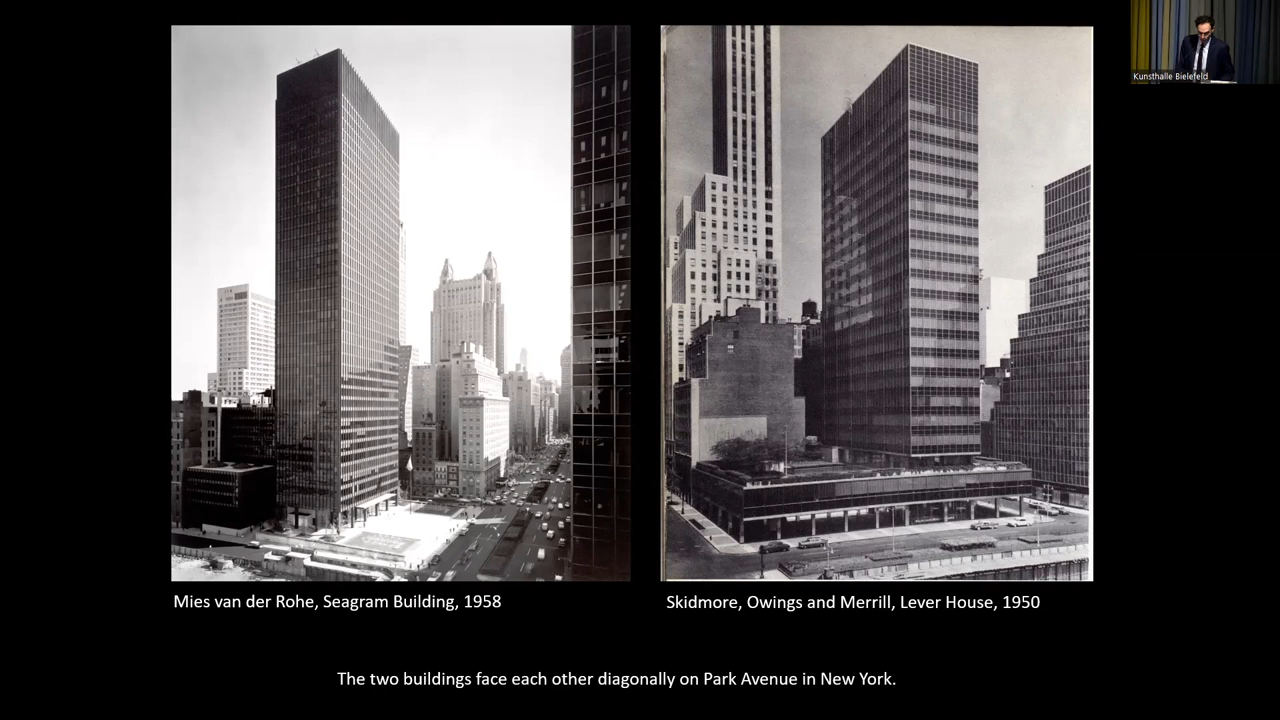 Kunsthalle Bielefeld
Mies van der Rohe, Seagram Building, 1958
Skidmore, Owings and Merrill, Lever House, 1950
The two buildings face each other diagonally on Park Avenue in New York.